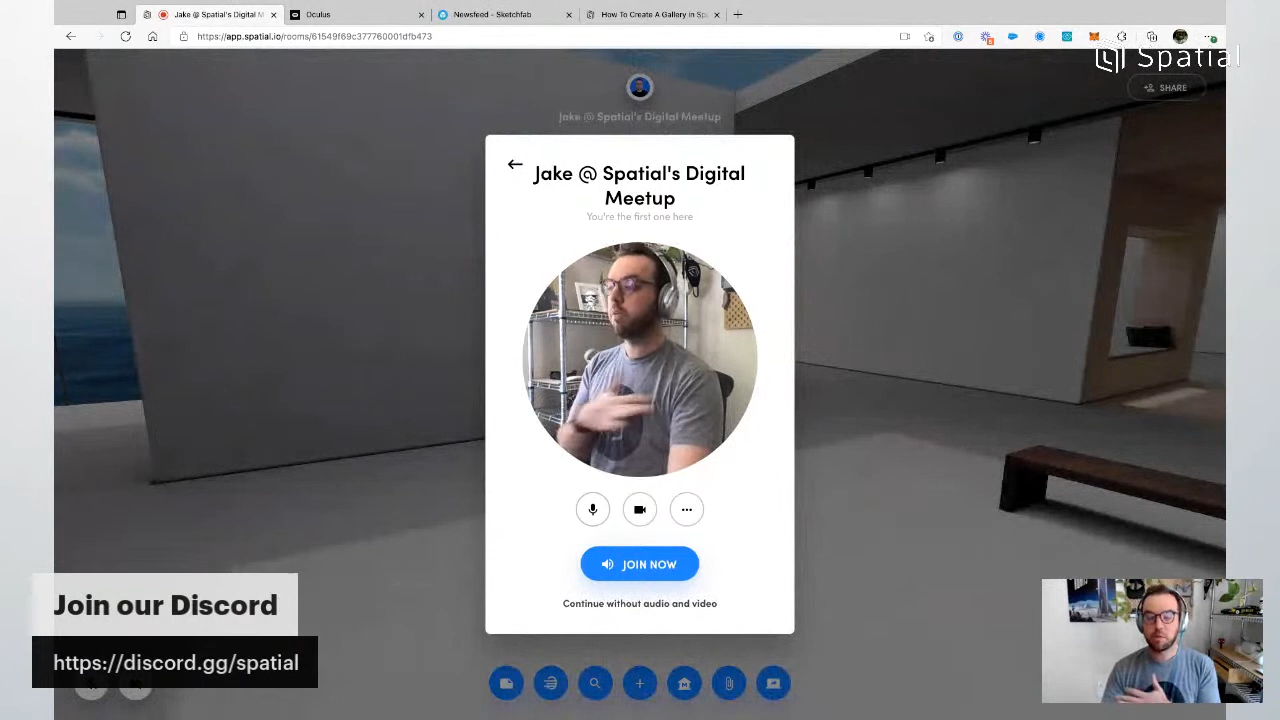 Jake @ Spatial's Digital M
Oculus
Newsfeed - Sketchfab
How To Create A Gallery in Sp
https://app.spatial.io/rooms/61549f69c377760001dfb473
Spatial
SHARE
Jake @ Spatial's Digital Meetup
Jake @ Spatial's Digital
Meetup
You're the first one here
JOIN NOW
Continue without audio and video
Join our Discord
https://discord.gg/spatial